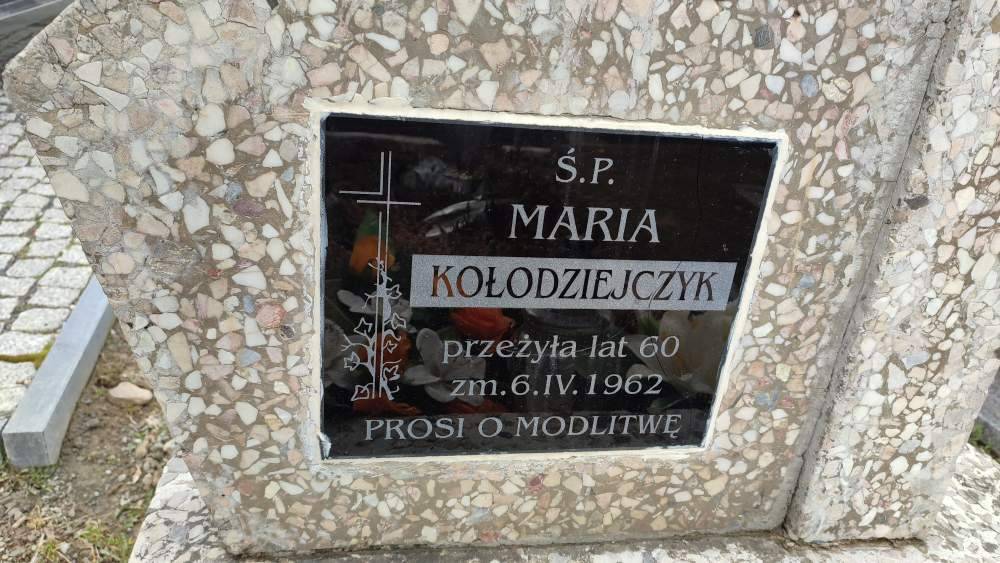 Ś.P.
MARIA
KOŁODZIEJCZYK
przeżyła lat 60
zm. 6. IV. 1962
PROSI O MODLITWĘ